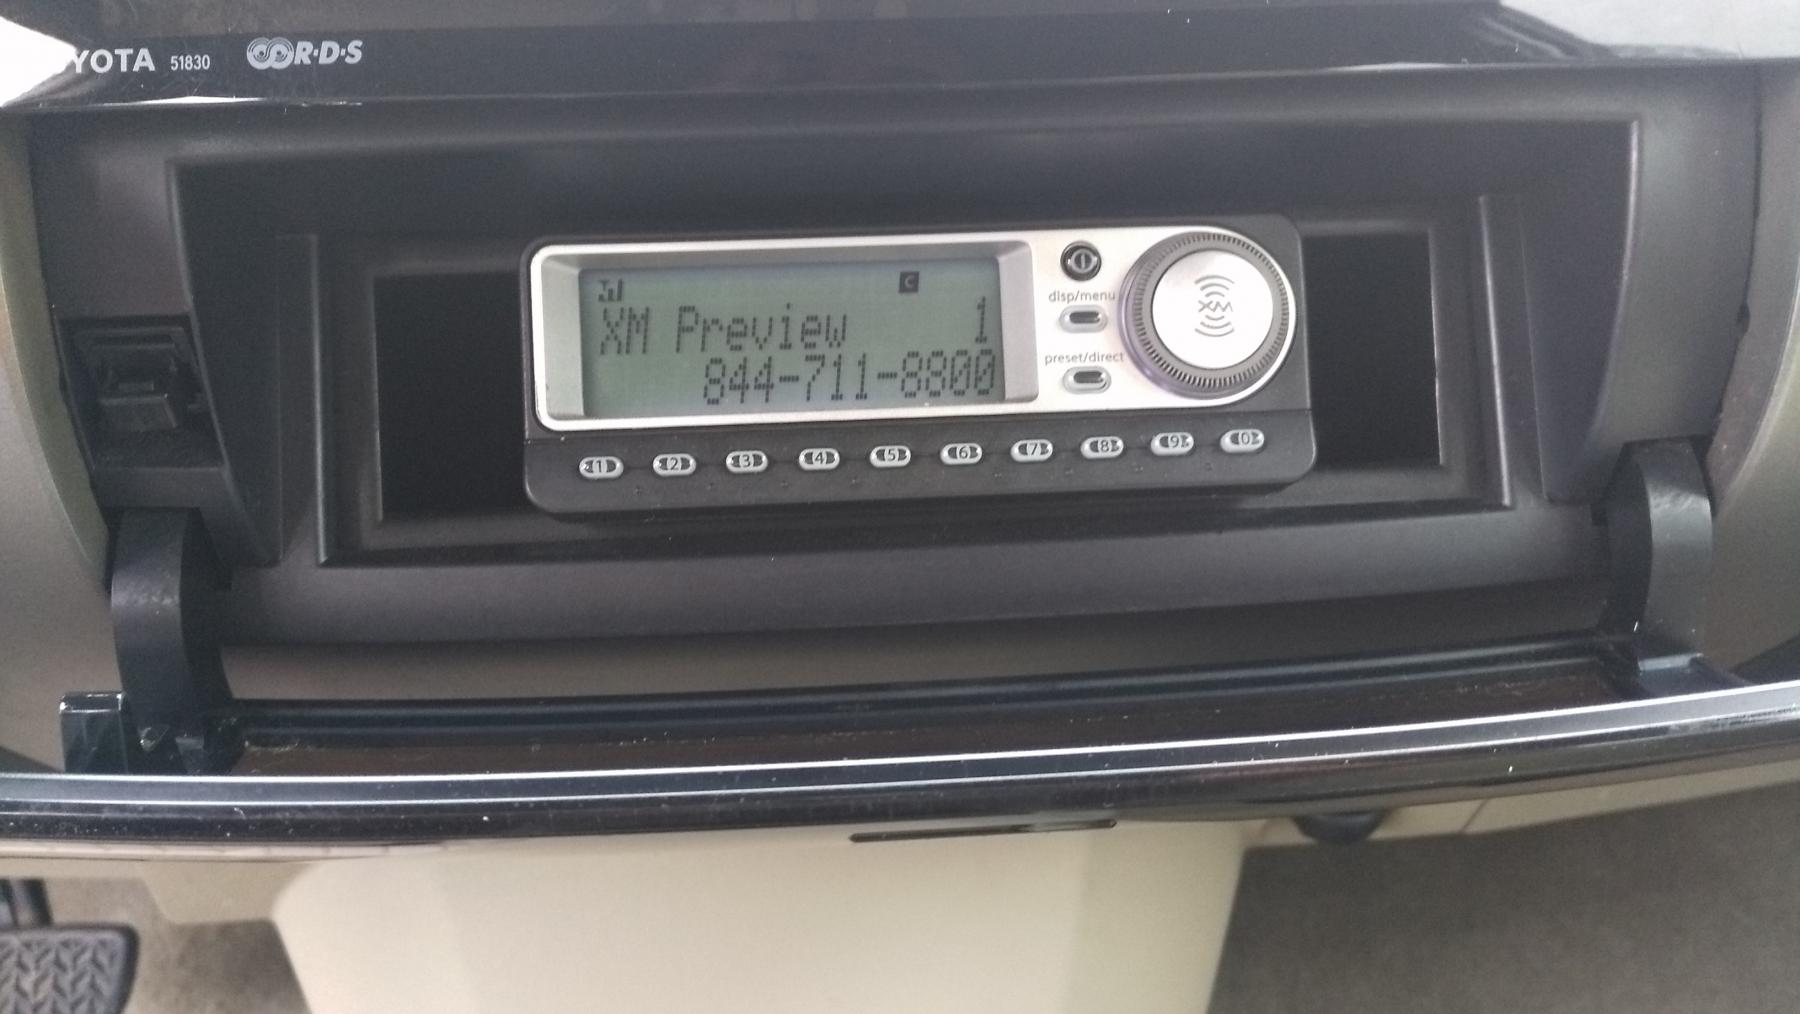 YOTA 51830 R·D·S
C
XM Preview 1
844-711-8800
disp/menu
preset/direct
XM
1 2 3 4 5 6 7 8 9 0